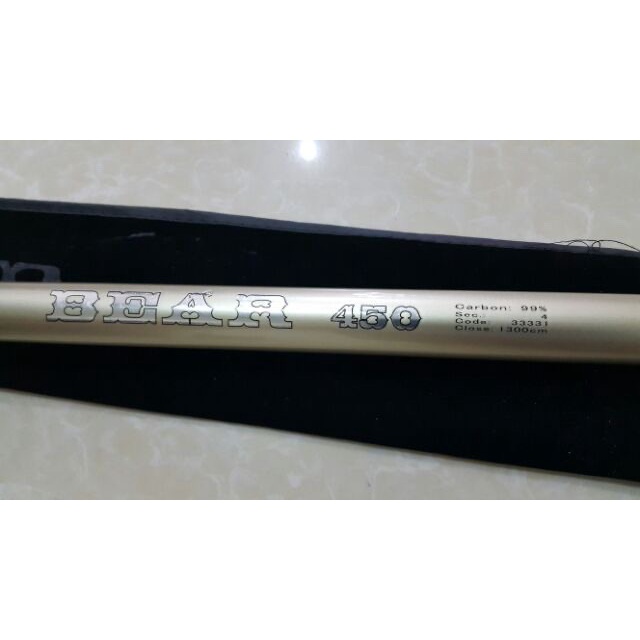 BEAR 450
Carbon: 99%
Sec.: 4
Code: 33331
Close: 1300cm